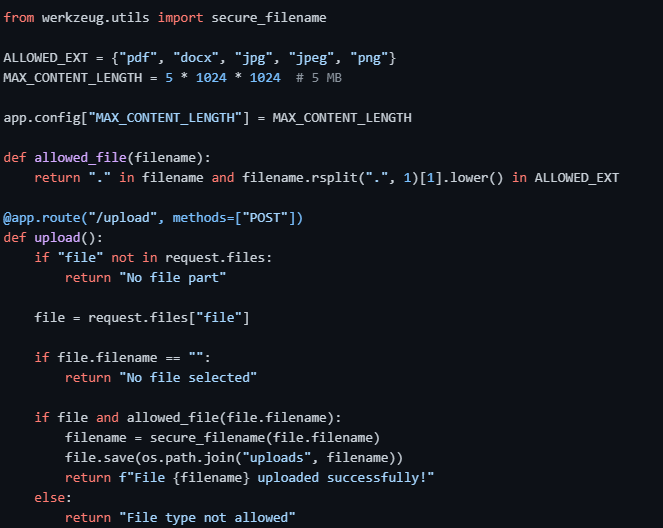 from werkzeug.utils import secure_filename

ALLOWED_EXT = {"pdf", "docx", "jpg", "jpeg", "png"}
MAX_CONTENT_LENGTH = 5 * 1024 * 1024  # 5 MB

app.config["MAX_CONTENT_LENGTH"] = MAX_CONTENT_LENGTH

def allowed_file(filename):
    return "." in filename and filename.rsplit(".", 1)[1].lower() in ALLOWED_EXT

@app.route("/upload", methods=["POST"])
def upload():
    if "file" not in request.files:
        return "No file part"

    file = request.files["file"]

    if file.filename == "":
        return "No file selected"

    if file and allowed_file(file.filename):
        filename = secure_filename(file.filename)
        file.save(os.path.join("uploads", filename))
        return f"File {filename} uploaded successfully!"
    else:
        return "File type not allowed"